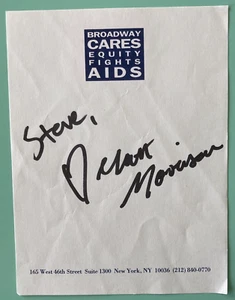 BROADWAY
CARES
EQUITY
FIGHTS
AIDS
Steve,
Matt
Morrison
165 West 46th Street Suite 1300 New York, NY 10036 (212) 840-0770